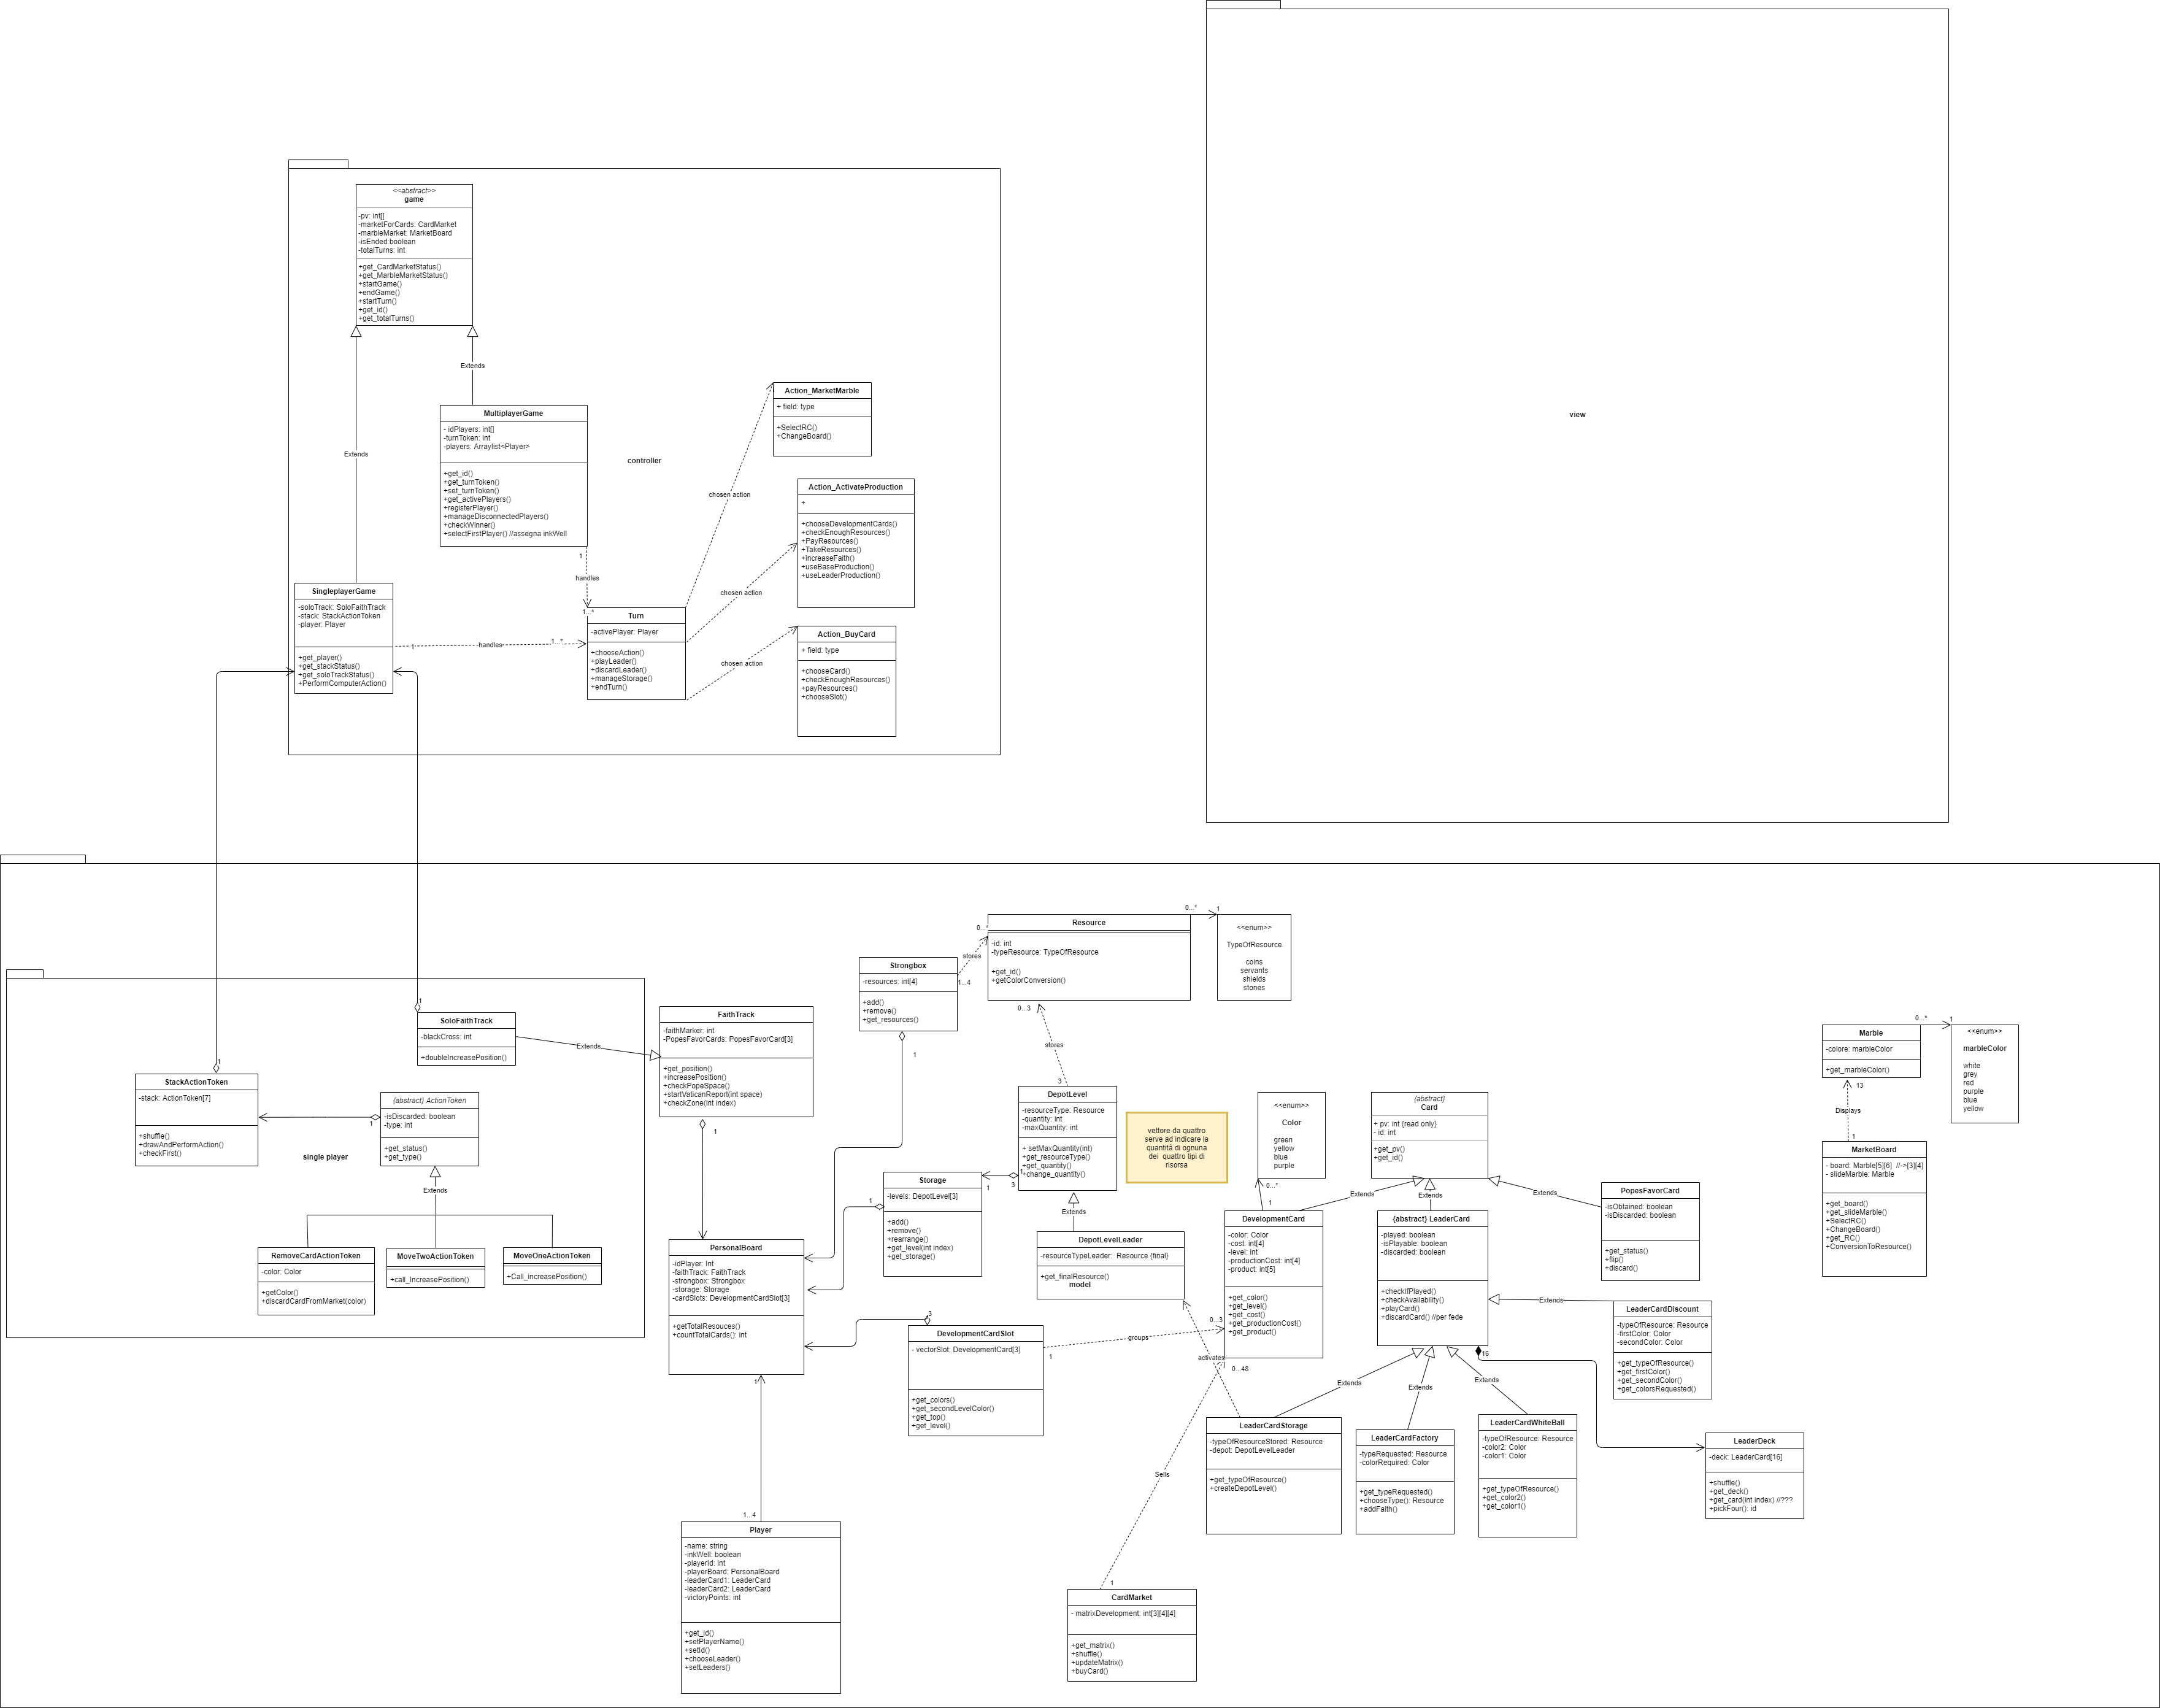 <<abstract>>
game
-pv: int[]
-marketForCards: CardMarket
-marbleMarket: MarketBoard
-isEnded:boolean
-totalTurns: int
+get_CardMarketStatus()
+get_MarbleMarketStatus()
+startGame()
+endGame()
+startTurn()
+get_id()
+get_totalTurns()
Extends
Extends
MultiplayerGame
- idPlayers: int[]
-turnToken: int
-players: Arraylist<Player>
+get_id()
+get_turnToken()
+set_turnToken()
+get_activePlayers()
+registerPlayer()
+manageDisconnectedPlayers()
+checkWinner()
+selectFirstPlayer() //assegna inkWell
controller
view
Action_MarketMarble
+ field: type
+SelectRC()
+ChangeBoard()
chosen action
Action_ActivateProduction
+
+chooseDevelopmentCards()
+checkEnoughResources()
+PayResources()
+TakeResources()
+increaseFaith()
+useBaseProduction()
+useLeaderProduction()
chosen action
1
handles
1...*
SingleplayerGame
-soloTrack: SoloFaithTrack
-stack: StackActionToken
-player: Player
+get_player()
+get_stackStatus()
+get_soloTrackStatus()
+PerformComputerAction()
1
handles
1...*
Turn
-activePlayer: Player
+chooseAction()
+playLeader()
+discardLeader()
+manageStorage()
+endTurn()
chosen action
Action_BuyCard
+ field: type
+chooseCard()
+checkEnoughResources()
+payResources()
+chooseSlot()
Resource
-id: int
-typeResource: TypeOfResource
+get_id()
+getColorConversion()
0...*
1
<<enum>>
TypeOfResource
coins
servants
shields
stones
0...*
stores
1...4
Strongbox
-resources: int[4]
+add()
+remove()
+get_resources()
1
0...3
stores
3
1
SoloFaithTrack
-blackCross: int
+doubleIncreasePosition()
Extends
FaithTrack
-faithMarker: int
-PopesFavorCards: PopesFavorCard[3]
+get_position()
+increasePosition()
+checkPopeSpace()
+startVaticanReport(int space)
+checkZone(int index)
1
1
StackActionToken
-stack: ActionToken[7]
+shuffle()
+drawAndPerformAction()
+checkFirst()
1
{abstract} ActionToken
-isDiscarded: boolean
-type: int
+get_status()
+get_type()
single player
Extends
RemoveCardActionToken
-color: Color
+getColor()
+discardCardFromMarket(color)
MoveTwoActionToken
+call_IncreasePosition()
MoveOneActionToken
+Call_increasePosition()
DepotLevel
-resourceType: Resource
-quantity: int
-maxQuantity: int
+ setMaxQuantity(int)
+get_resourceType()
+get_quantity()
+change_quantity()
1
3
1
Extends
vettore da quattro
serve ad indicare la
quantità di ognuna
dei quattro tipi di
risorsa
Storage
-levels: DepotLevel[3]
+add()
+remove()
+rearrange()
+get_level(int index)
+get_storage()
1
DepotLevelLeader
-resourceTypeLeader: Resource (final)
+get_finalResource()
model
PersonalBoard
-idPlayer: Int
-faithTrack: FaithTrack
-strongbox: Strongbox
-storage: Storage
-cardSlots: DevelopmentCardSlot[3]
+getTotalResouces()
+countTotalCards(): int
3
DevelopmentCardSlot
- vectorSlot: DevelopmentCard[3]
+get_colors()
+get_secondLevelColor()
+get_top()
+get_level()
1
groups
0...3
<<enum>>
Color
green
yellow
blue
purple
0...*
1
DevelopmentCard
-color: Color
-cost: int[4]
-level: int
-productionCost: int[4]
-product: int[5]
+get_color()
+get_level()
+get_cost()
+get_productionCost()
+get_product()
{abstract}
Card
+ pv: int {read only}
- id: int
+get_pv()
+get_id()
Extends
Extends
Extends
{abstract} LeaderCard
-played: boolean
-isPlayable: boolean
-discarded: boolean
+checkIfPlayed()
+checkAvailability()
+playCard()
+discardCard() //per fede
PopesFavorCard
-isObtained: boolean
-isDiscarded: boolean
+get_status()
+flip()
+discard()
Extends
LeaderCardDiscount
-typeOfResource: Resource
-firstColor: Color
-secondColor: Color
+get_typeOfResource()
+get_firstColor()
+get_secondColor()
+get_colorsRequested()
16
activates
0...48
Extends
Extends
Extends
LeaderCardStorage
-typeOfResourceStored: Resource
-depot: DepotLevelLeader
+get_typeOfResource()
+createDepotLevel()
LeaderCardFactory
-typeRequested: Resource
-colorRequired: Color
+get_typeRequested()
+chooseType(): Resource
+addFaith()
LeaderCardWhiteBall
-typeOfResource: Resource
-color2: Color
-color1: Color
+get_typeOfResource()
+get_color2()
+get_color1()
LeaderDeck
-deck: LeaderCard[16]
+shuffle()
+get_deck()
+get_card(int index) //???
+pickFour(): id
Marble
-colore: marbleColor
+get_marbleColor()
0...*
1
<<enum>>
marbleColor
white
grey
red
purple
blue
yellow
13
Displays
1
MarketBoard
- board: Marble[5][6] //->[3][4]
- slideMarble: Marble
+get_board()
+get_slideMarble()
+SelectRC()
+ChangeBoard()
+get_RC()
+ConversionToResource()
1
1...4
Player
-name: string
-inkWell: boolean
-playerId: int
-playerBoard: PersonalBoard
-leaderCard1: LeaderCard
-leaderCard2: LeaderCard
-victoryPoints: int
+get_id()
+setPlayerName()
+setId()
+chooseLeader()
+setLeaders()
Sells
1
CardMarket
- matrixDevelopment: int[3][4][4]
+get_matrix()
+shuffle()
+updateMatrix()
+buyCard()